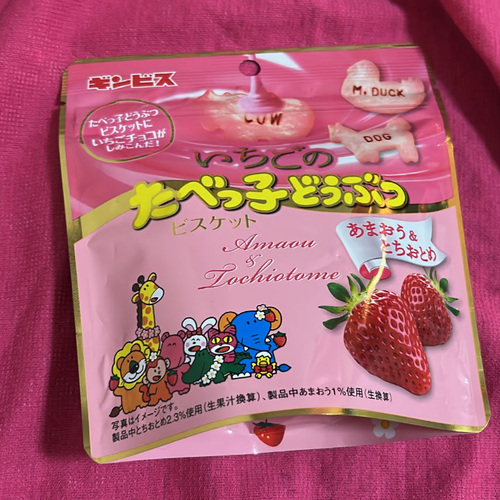 ギンビス
たべっ子どうぶつ
ビスケットに
いちごチョコが
しみこんだ!
COW
M. DUCK
DOG
いちごの
たべっ子どうぶつ
ビスケット
あまおう&
とちおとめ
Amaou
&
Tochiotome
写真はイメージです。
製品中とちおとめ2.3%使用(生果汁換算)、製品中あまおう1%使用(生換算)